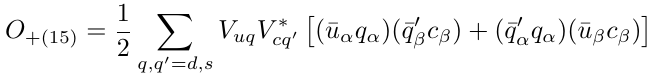 $O_{+(15)} = \frac{1}{2} \sum_{q,q'=d,s} V_{uq} V^{*}_{cq'} \left[ (\bar{u}_{\alpha} q_{\alpha})(\bar{q}'_{\beta} c_{\beta}) + (\bar{q}'_{\alpha} q_{\alpha})(\bar{u}_{\beta} c_{\beta}) \right]$